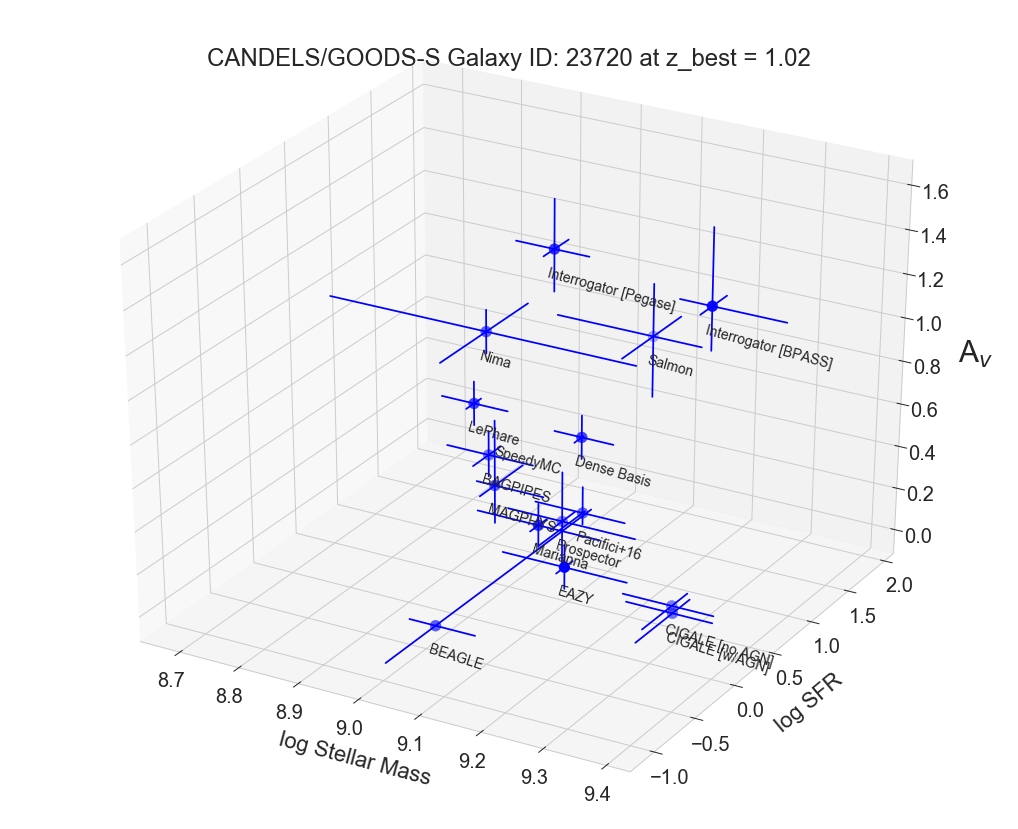 CANDELS/GOODS-S Galaxy ID: 23720 at z_best = 1.02
Interrogator [Pegase]
Interrogator [BPASS]
Nima
Salmon
LePhare
SpeedyMC
Dense Basis
BAGPIPES
MAGPHYS
Pacifici+16
Prospector
Marianna
EAZY
CIGALE [no AGN]
CIGALE [w/AGN]
BEAGLE
1.6
1.4
1.2
1.0
0.8
0.6
0.4
0.2
0.0
A_v
2.0
1.5
1.0
0.5
0.0
−0.5
−1.0
log SFR
8.7
8.8
8.9
9.0
9.1
9.2
9.3
9.4
log Stellar Mass